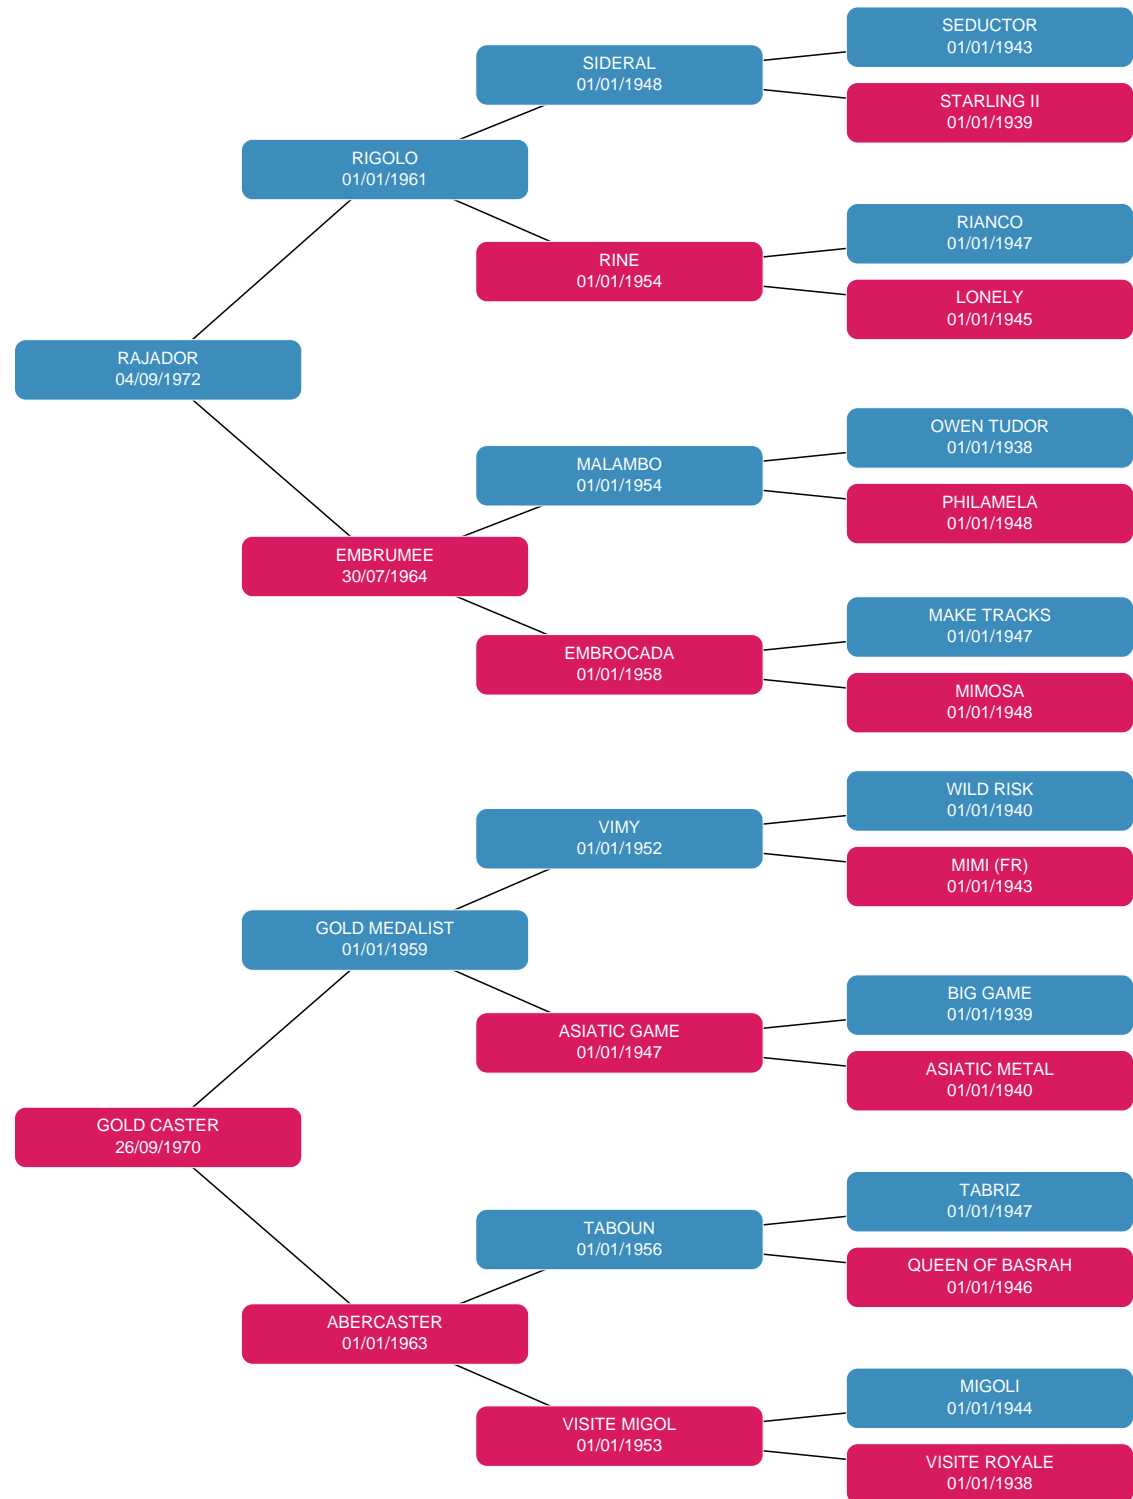 SEDUCTOR
01/01/1943
SIDERAL
01/01/1948
STARLING II
01/01/1939
RIGOLO
01/01/1961
RIANCO
01/01/1947
RINE
01/01/1954
LONELY
01/01/1945
RAJADOR
04/09/1972
OWEN TUDOR
01/01/1938
MALAMBO
01/01/1954
PHILAMELA
01/01/1948
EMBRUMEE
30/07/1964
MAKE TRACKS
01/01/1947
EMBROCADA
01/01/1958
MIMOSA
01/01/1948
WILD RISK
01/01/1940
VIMY
01/01/1952
MIMI (FR)
01/01/1943
GOLD MEDALIST
01/01/1959
BIG GAME
01/01/1939
ASIATIC GAME
01/01/1947
ASIATIC METAL
01/01/1940
GOLD CASTER
26/09/1970
TABRIZ
01/01/1947
TABOUN
01/01/1956
QUEEN OF BASRAH
01/01/1946
ABERCASTER
01/01/1963
MIGOLI
01/01/1944
VISITE MIGOL
01/01/1953
VISITE ROYALE
01/01/1938